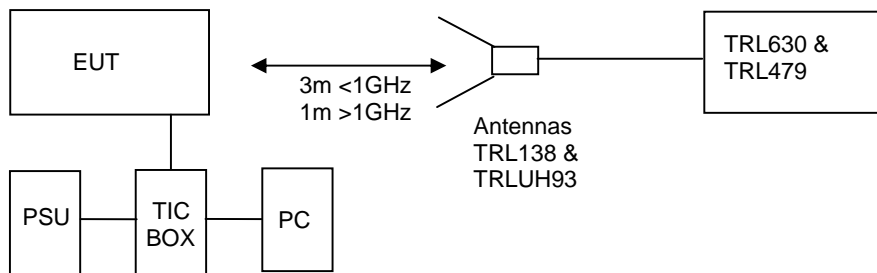 EUT
3m <1GHz
1m >1GHz
Antennas
TRL138 &
TRLUH93
TRL630 &
TRL479
PSU
TIC
BOX
PC